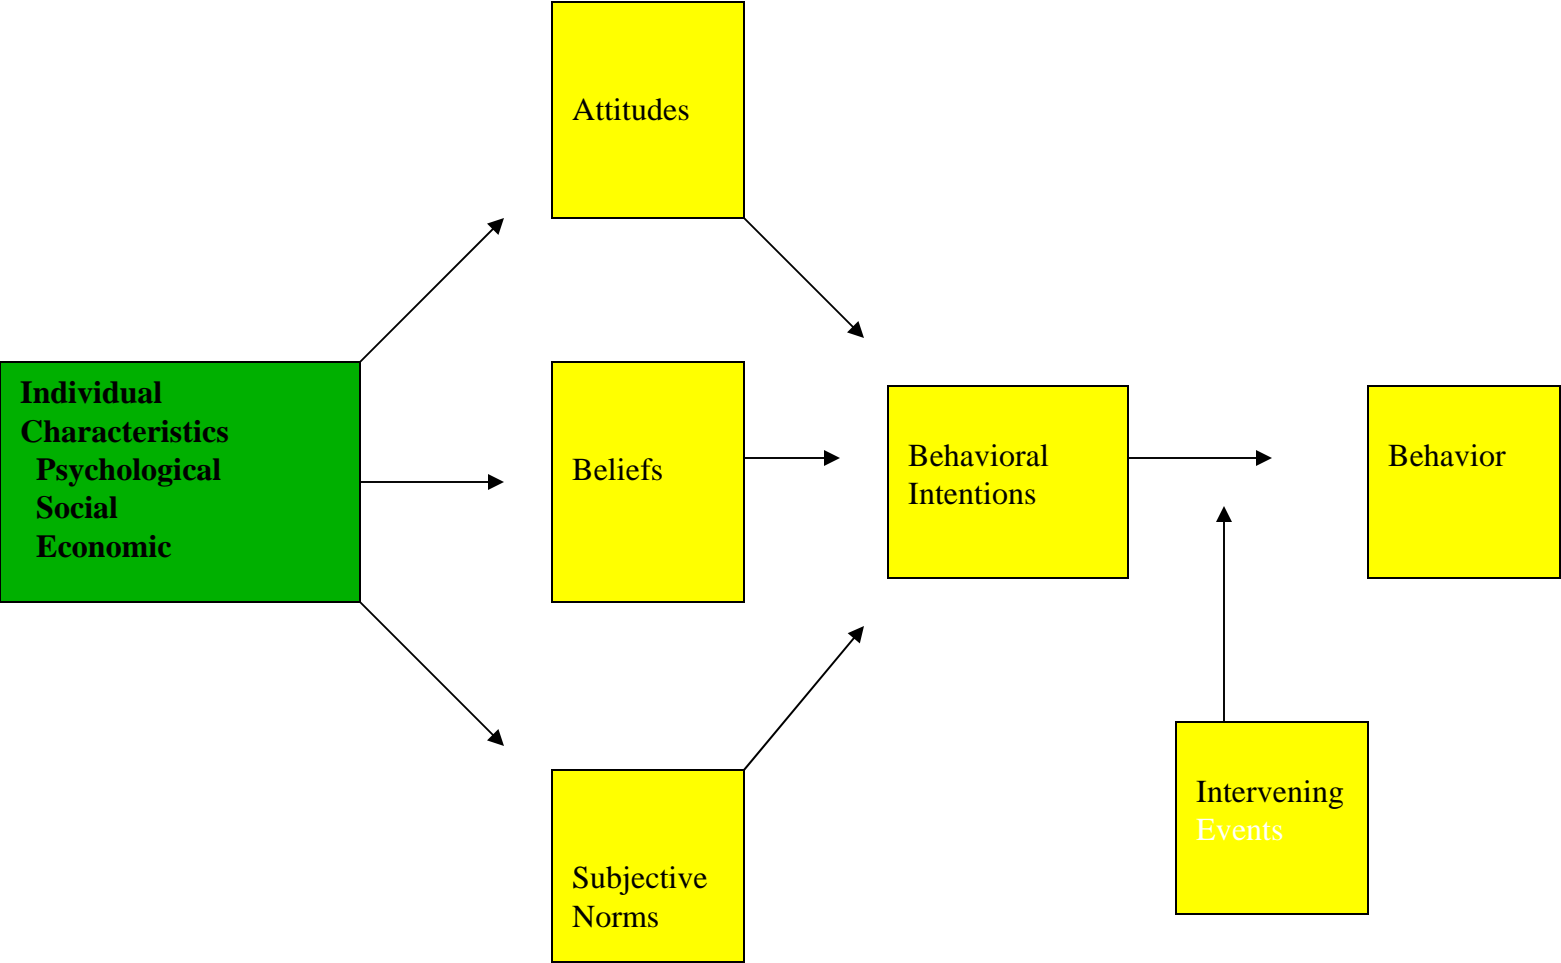 Attitudes
Individual
Characteristics
Psychological
Social
Economic
Beliefs
Behavioral
Intentions
Behavior
Subjective
Norms
Intervening
Events